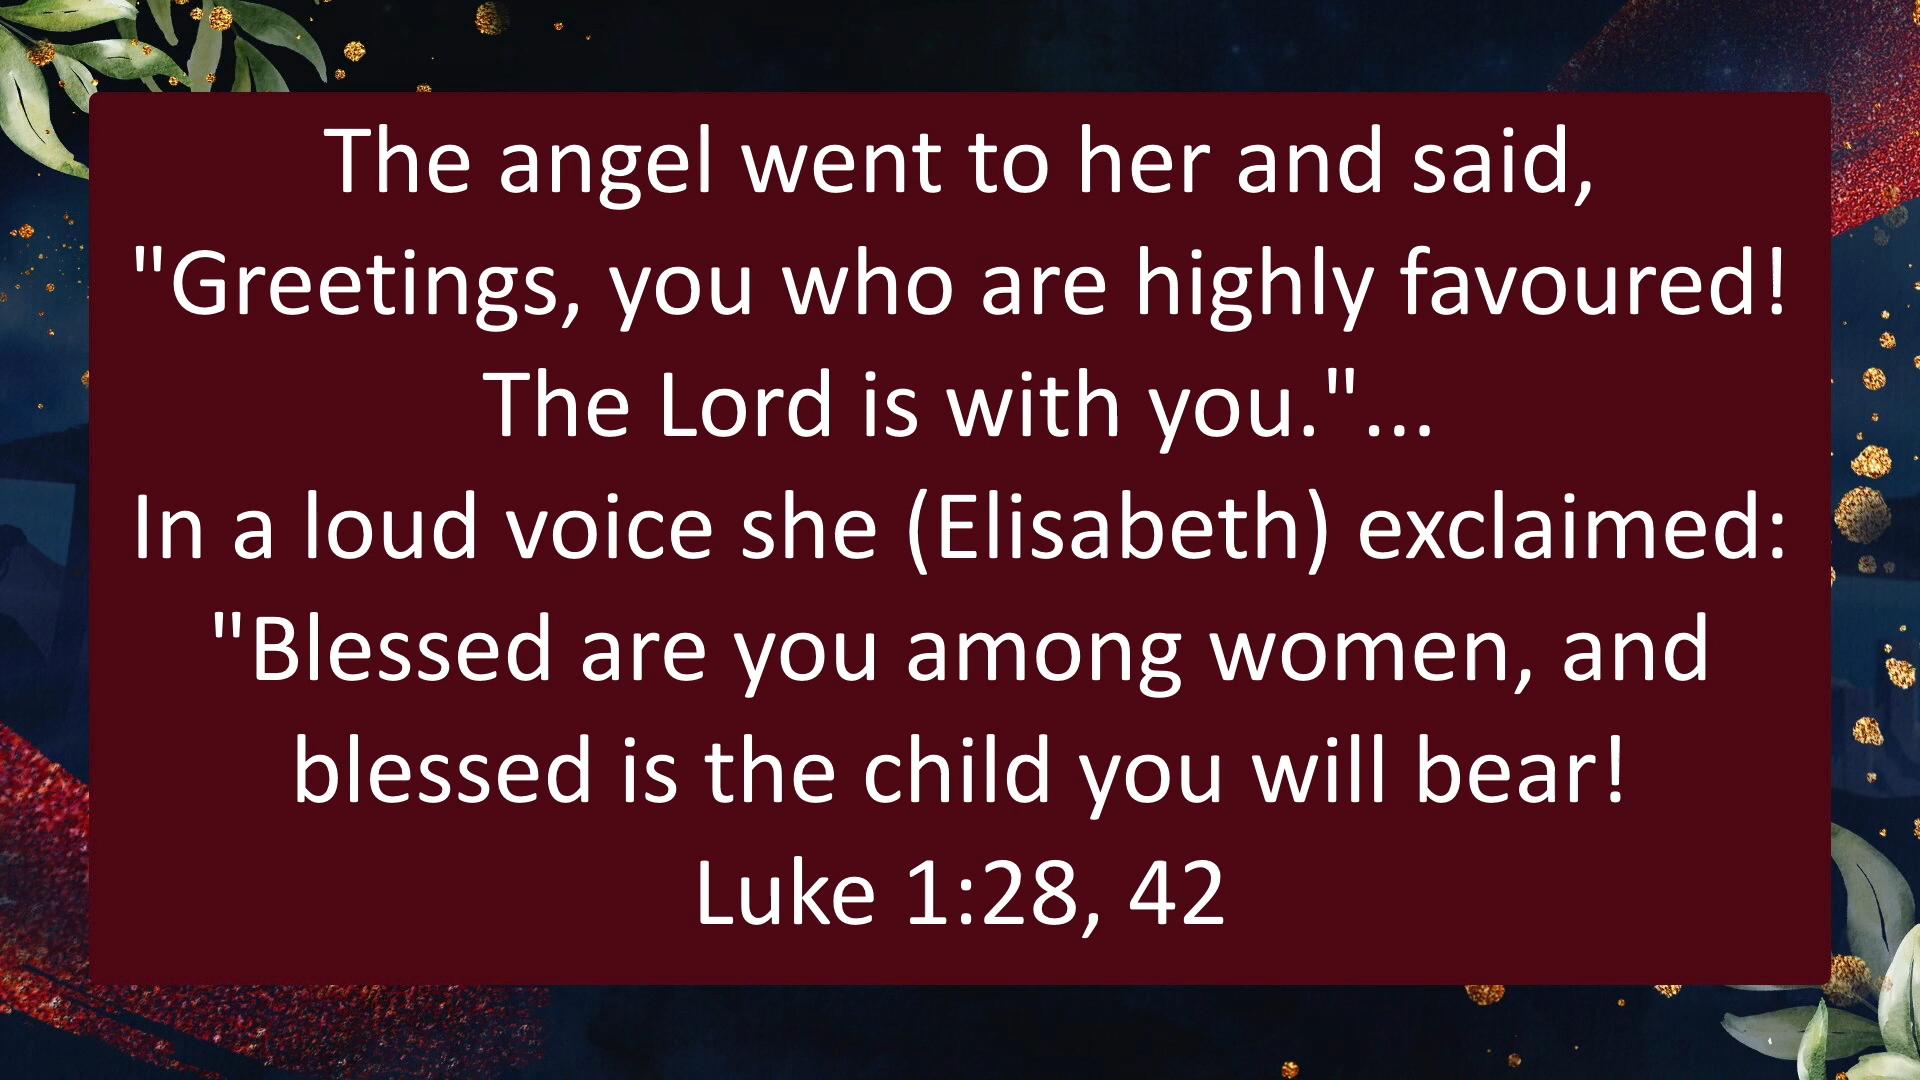 The angel went to her and said,
"Greetings, you who are highly favoured!
The Lord is with you."...
In a loud voice she (Elisabeth) exclaimed:
"Blessed are you among women, and
blessed is the child you will bear!
Luke 1:28, 42